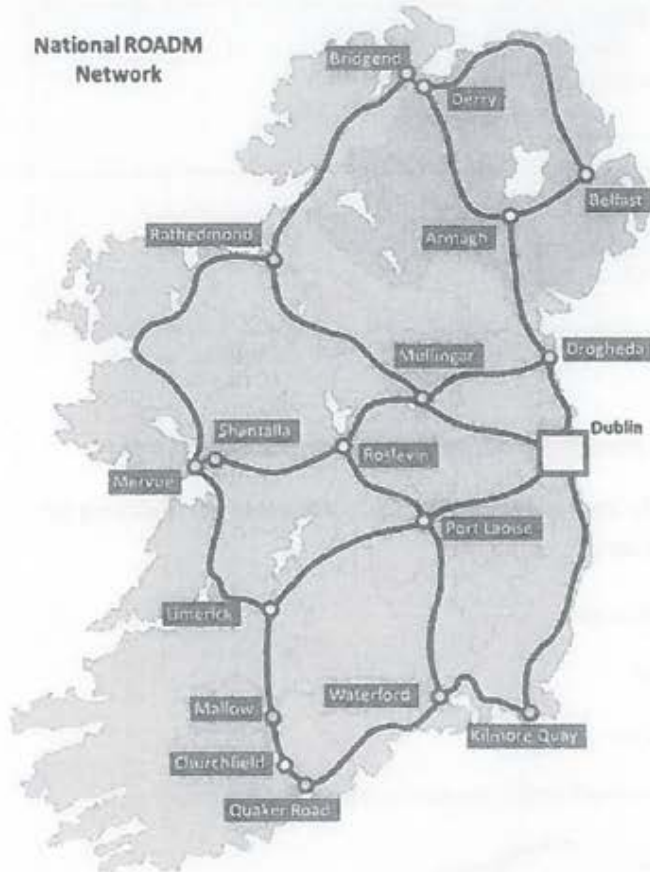 National ROADM
Network
Bridgend
Derry
Belfast
Rathedmond
Armagh
Mullingar
Drogheda
Dublin
Shantalla
Roslevin
Mervue
Port Laoise
Limerick
Waterford
Mallow
Kilmore Quay
Churchfield
Quaker Road